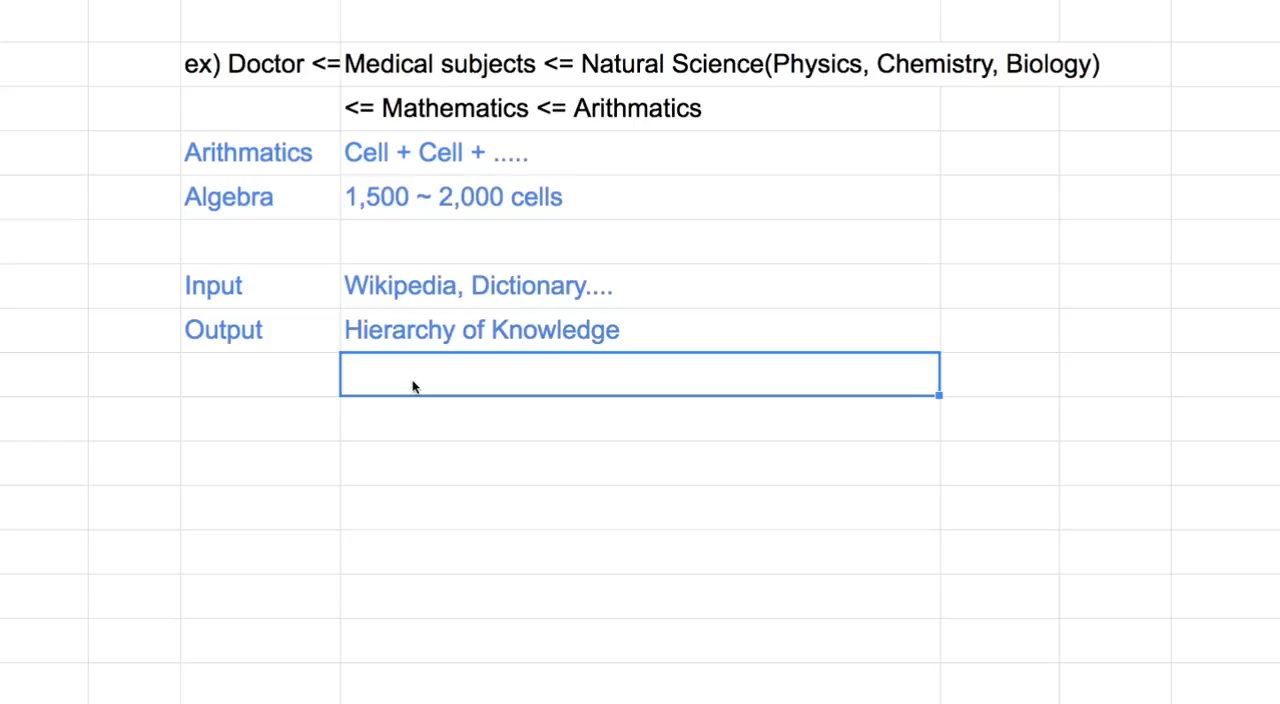 ex) Doctor <= Medical subjects <= Natural Science(Physics, Chemistry, Biology)
<= Mathematics <= Arithmatics
Arithmatics Cell + Cell + .....
Algebra 1,500 ~ 2,000 cells
Input Wikipedia, Dictionary....
Output Hierarchy of Knowledge